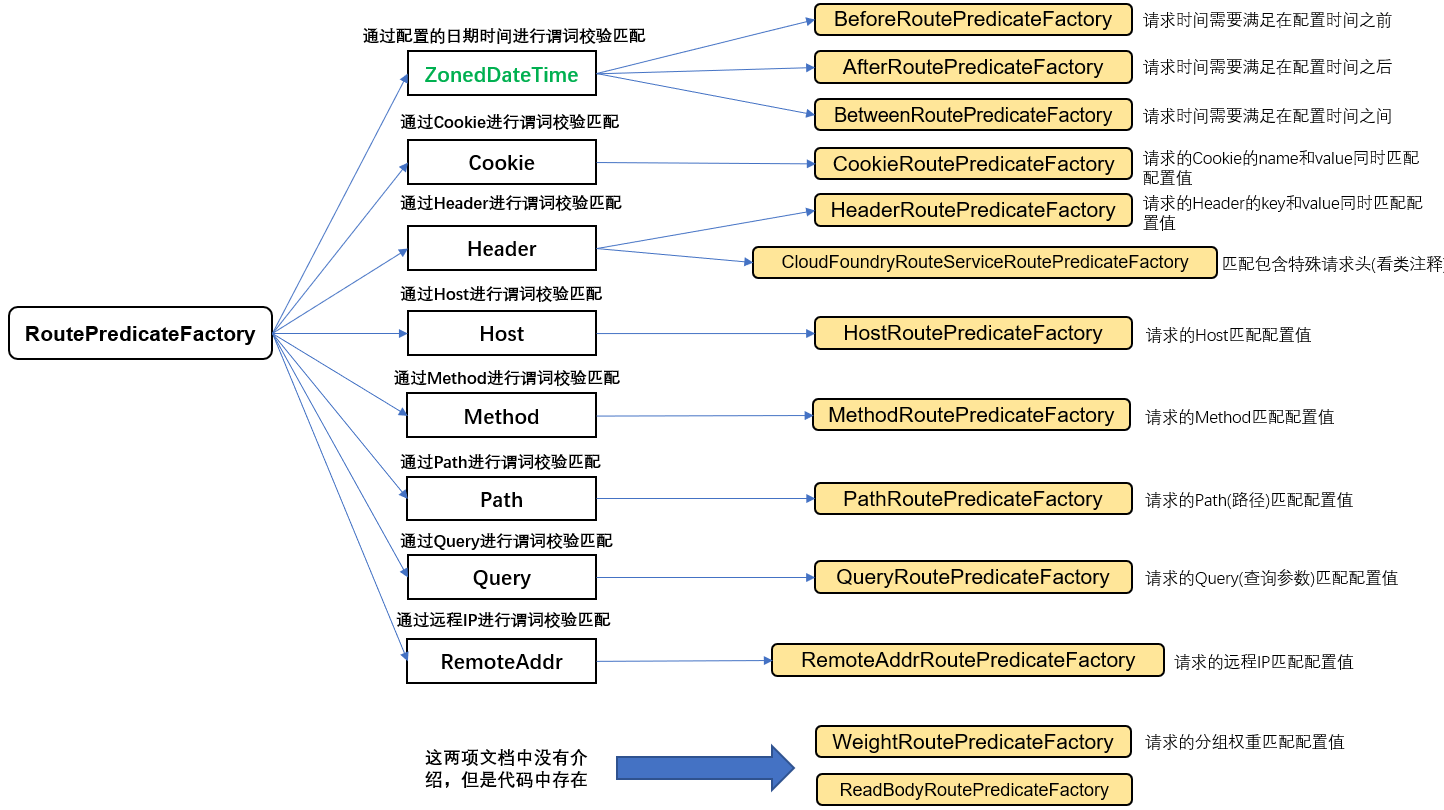 RoutePredicateFactory
通过配置的日期时间进行谓词校验匹配
ZonedDateTime
BeforeRoutePredicateFactory
请求时间需要满足在配置时间之前
AfterRoutePredicateFactory
请求时间需要满足在配置时间之后
BetweenRoutePredicateFactory
请求时间需要满足在配置时间之间
通过Cookie进行谓词校验匹配
Cookie
CookieRoutePredicateFactory
请求的Cookie的name和value同时匹配
配置值
通过Header进行谓词校验匹配
Header
HeaderRoutePredicateFactory
请求的Header的key和value同时匹配配
置值
CloudFoundryRouteServiceRoutePredicateFactory
匹配包含特殊请求头(看类注释)
通过Host进行谓词校验匹配
Host
HostRoutePredicateFactory
请求的Host匹配配置值
通过Method进行谓词校验匹配
Method
MethodRoutePredicateFactory
请求的Method匹配配置值
通过Path进行谓词校验匹配
Path
PathRoutePredicateFactory
请求的Path(路径)匹配配置值
通过Query进行谓词校验匹配
Query
QueryRoutePredicateFactory
请求的Query(查询参数)匹配配置值
通过远程IP进行谓词校验匹配
RemoteAddr
RemoteAddrRoutePredicateFactory
请求的远程IP匹配配置值
这两项文档中没有介
绍，但是代码中存在
WeightRoutePredicateFactory
请求的分组权重匹配配置值
ReadBodyRoutePredicateFactory